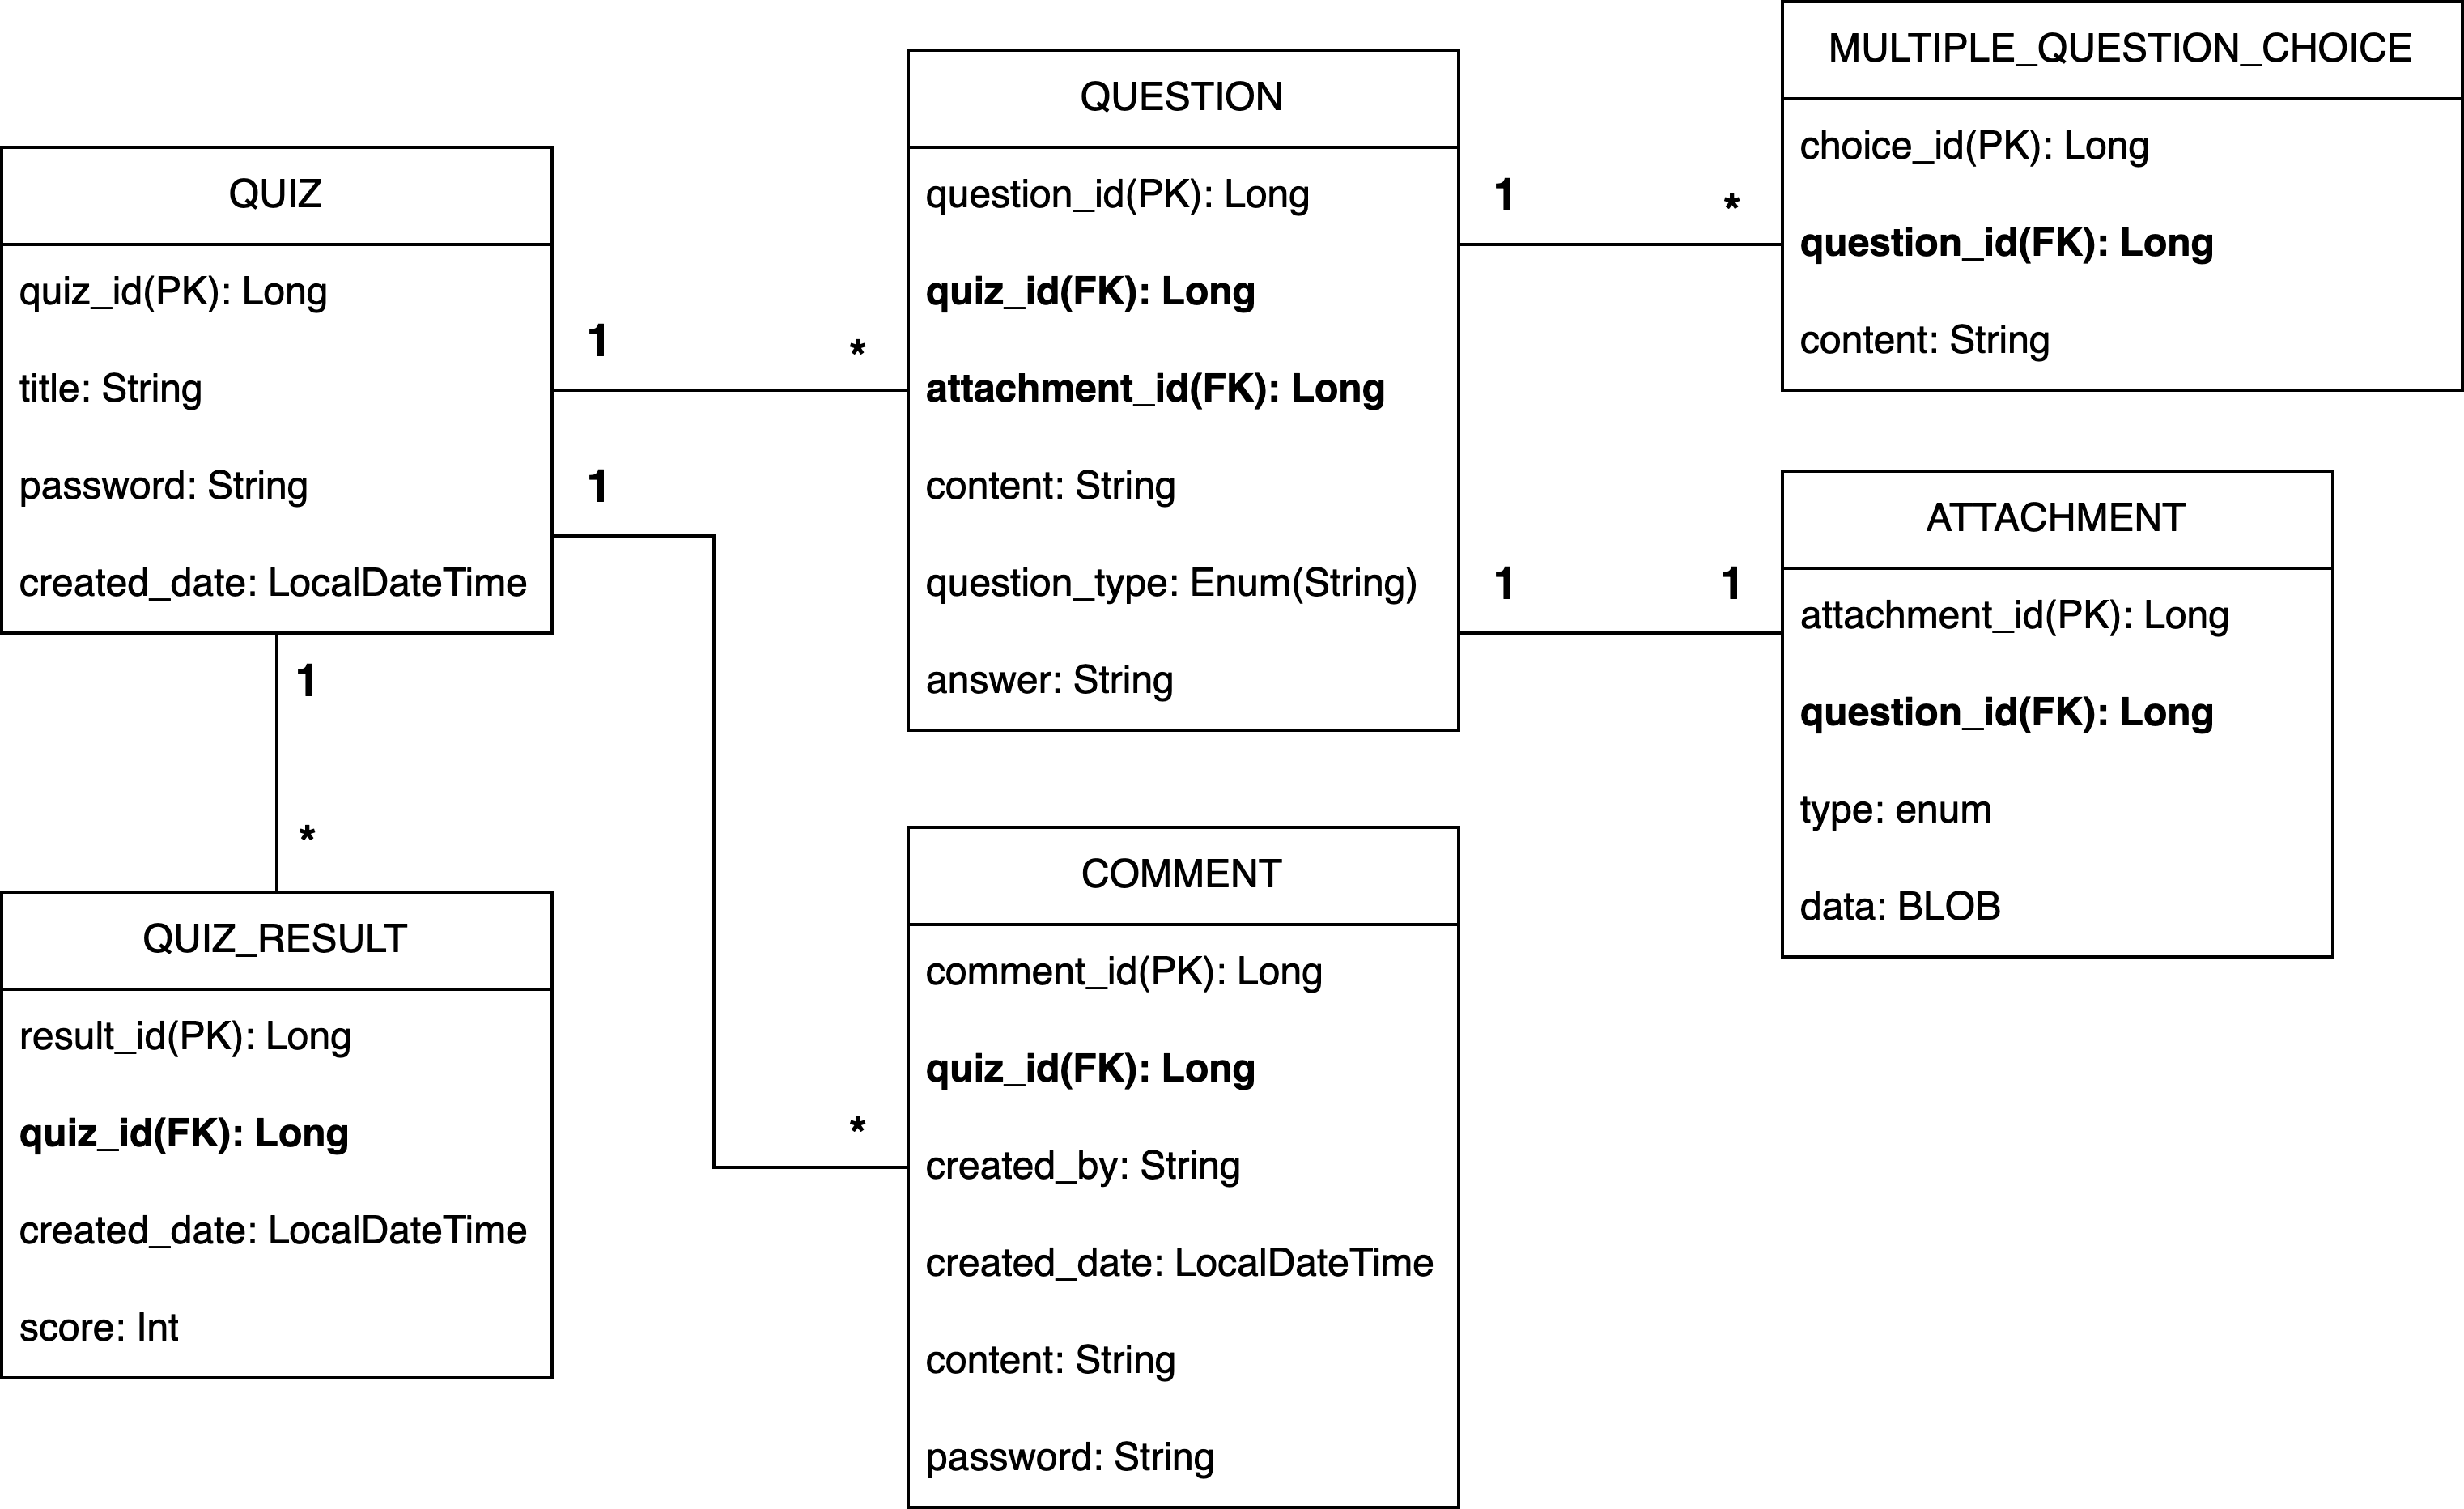 QUIZ
quiz_id(PK): Long
title: String
password: String
created_date: LocalDateTime
1
*
1
*
1
*
QUESTION
question_id(PK): Long
quiz_id(FK): Long
attachment_id(FK): Long
content: String
question_type: Enum(String)
answer: String
1
*
1
1
MULTIPLE_QUESTION_CHOICE
choice_id(PK): Long
question_id(FK): Long
content: String
ATTACHMENT
attachment_id(PK): Long
question_id(FK): Long
type: enum
data: BLOB
QUIZ_RESULT
result_id(PK): Long
quiz_id(FK): Long
created_date: LocalDateTime
score: Int
COMMENT
comment_id(PK): Long
quiz_id(FK): Long
created_by: String
created_date: LocalDateTime
content: String
password: String